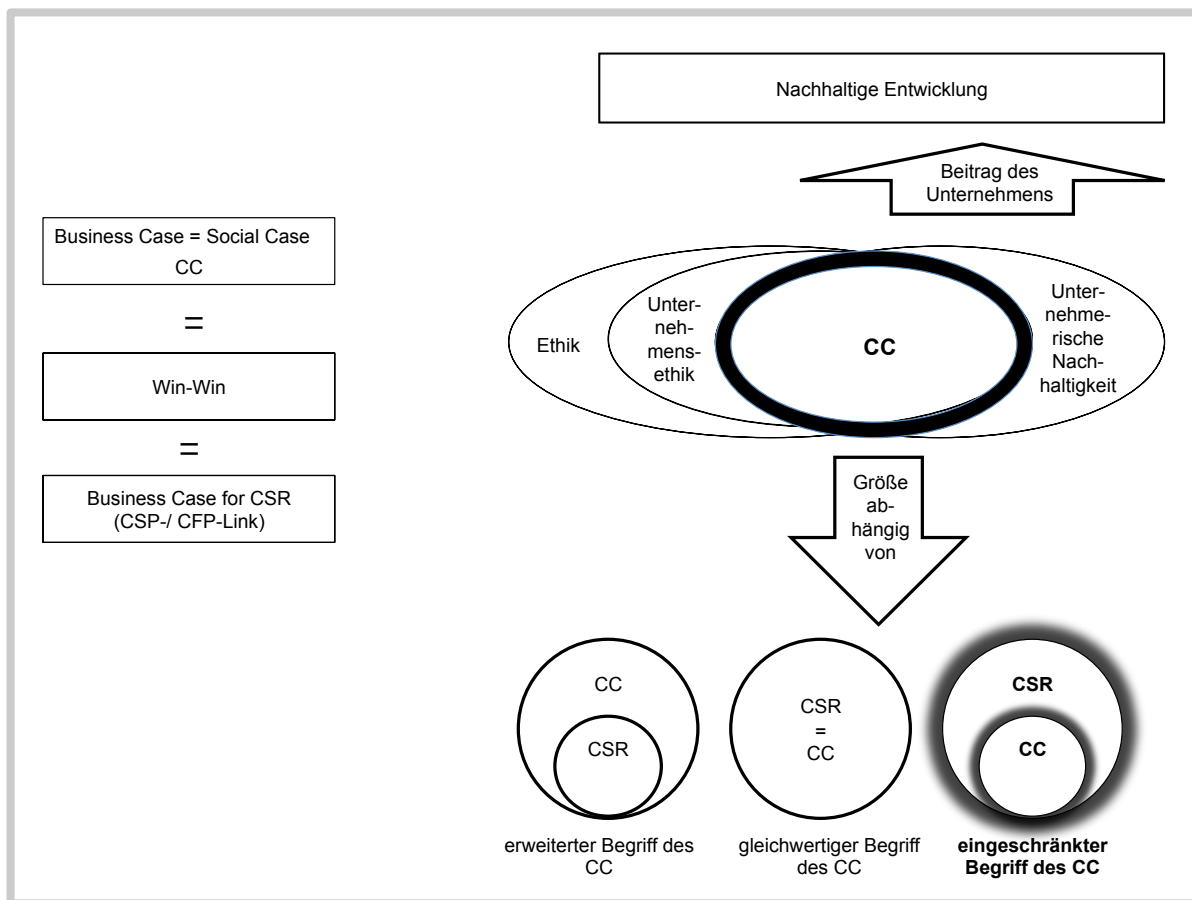 Nachhaltige Entwicklung
Beitrag des
Unternehmens
Business Case = Social Case
CC
=
Win-Win
=
Business Case for CSR
(CSP-/ CFP-Link)
Ethik
Unter-
neh-
mens-
ethik
CC
Unter-
nehme-
rische
Nach-
haltigkeit
Größe
ab-
hängig
von
CC
CSR
CSR
=
CC
CSR
CC
erweiterter Begriff des
CC
gleichwertiger Begriff
des CC
eingeschränkter
Begriff des CC